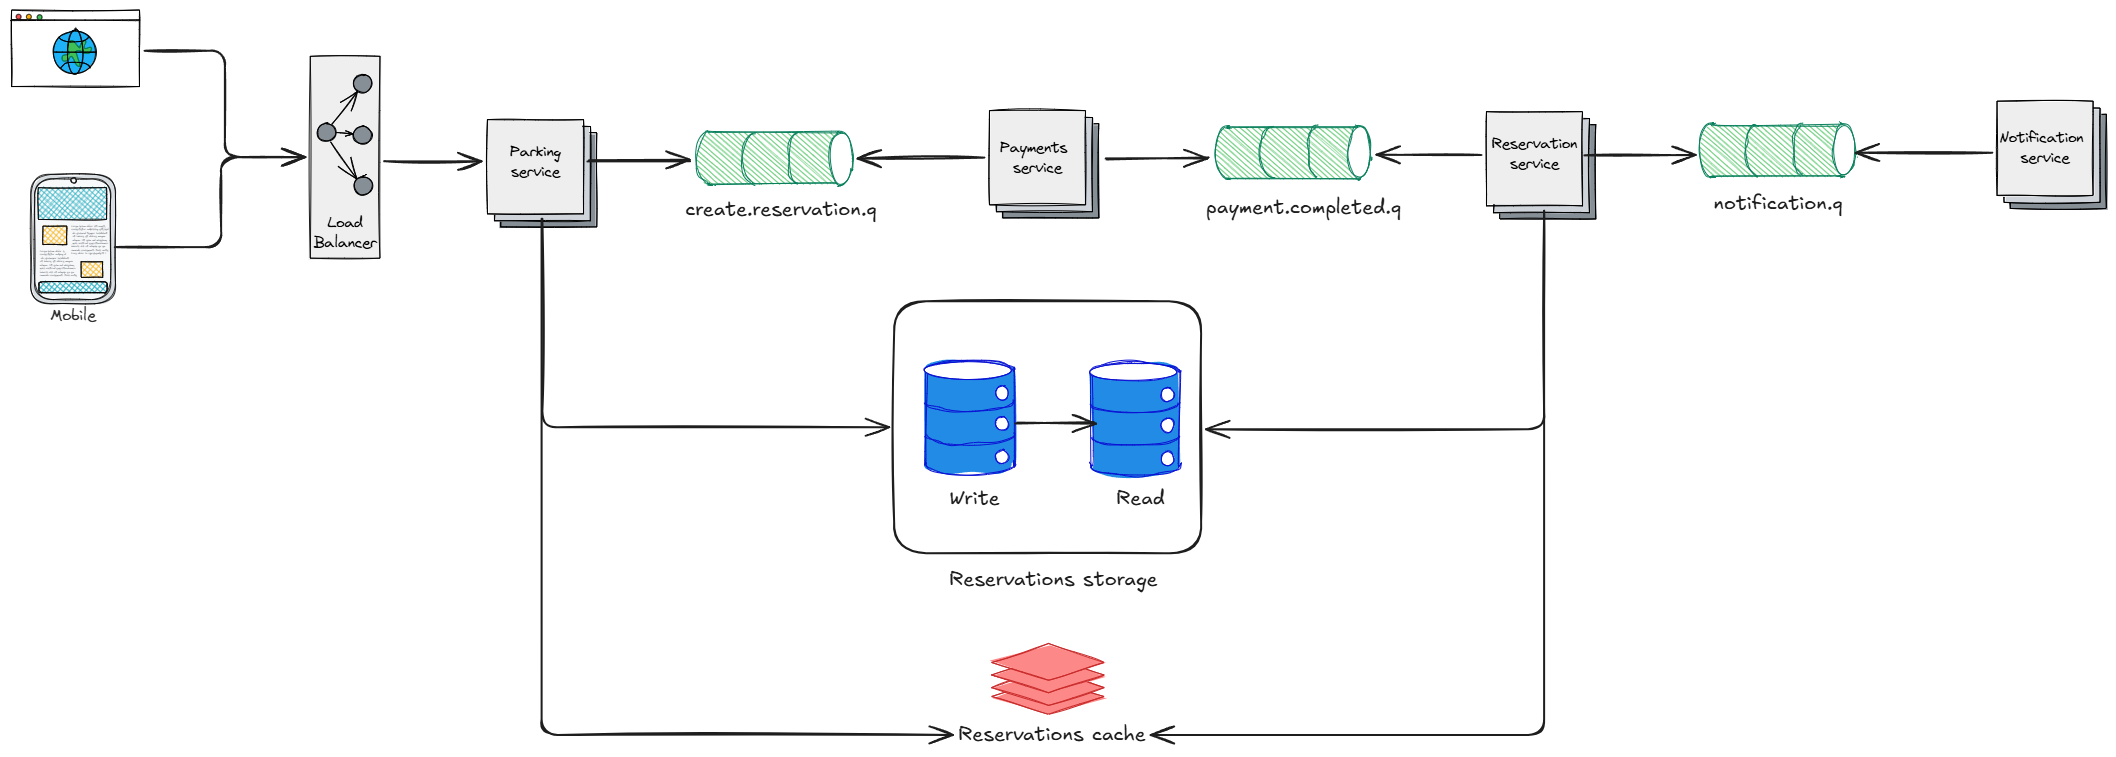 Mobile
Load
Balancer
Parking
service
create.reservation.q
Payments
service
payment.completed.q
Reservation
service
notification.q
Notification
service
Write
Read
Reservations storage
Reservations cache